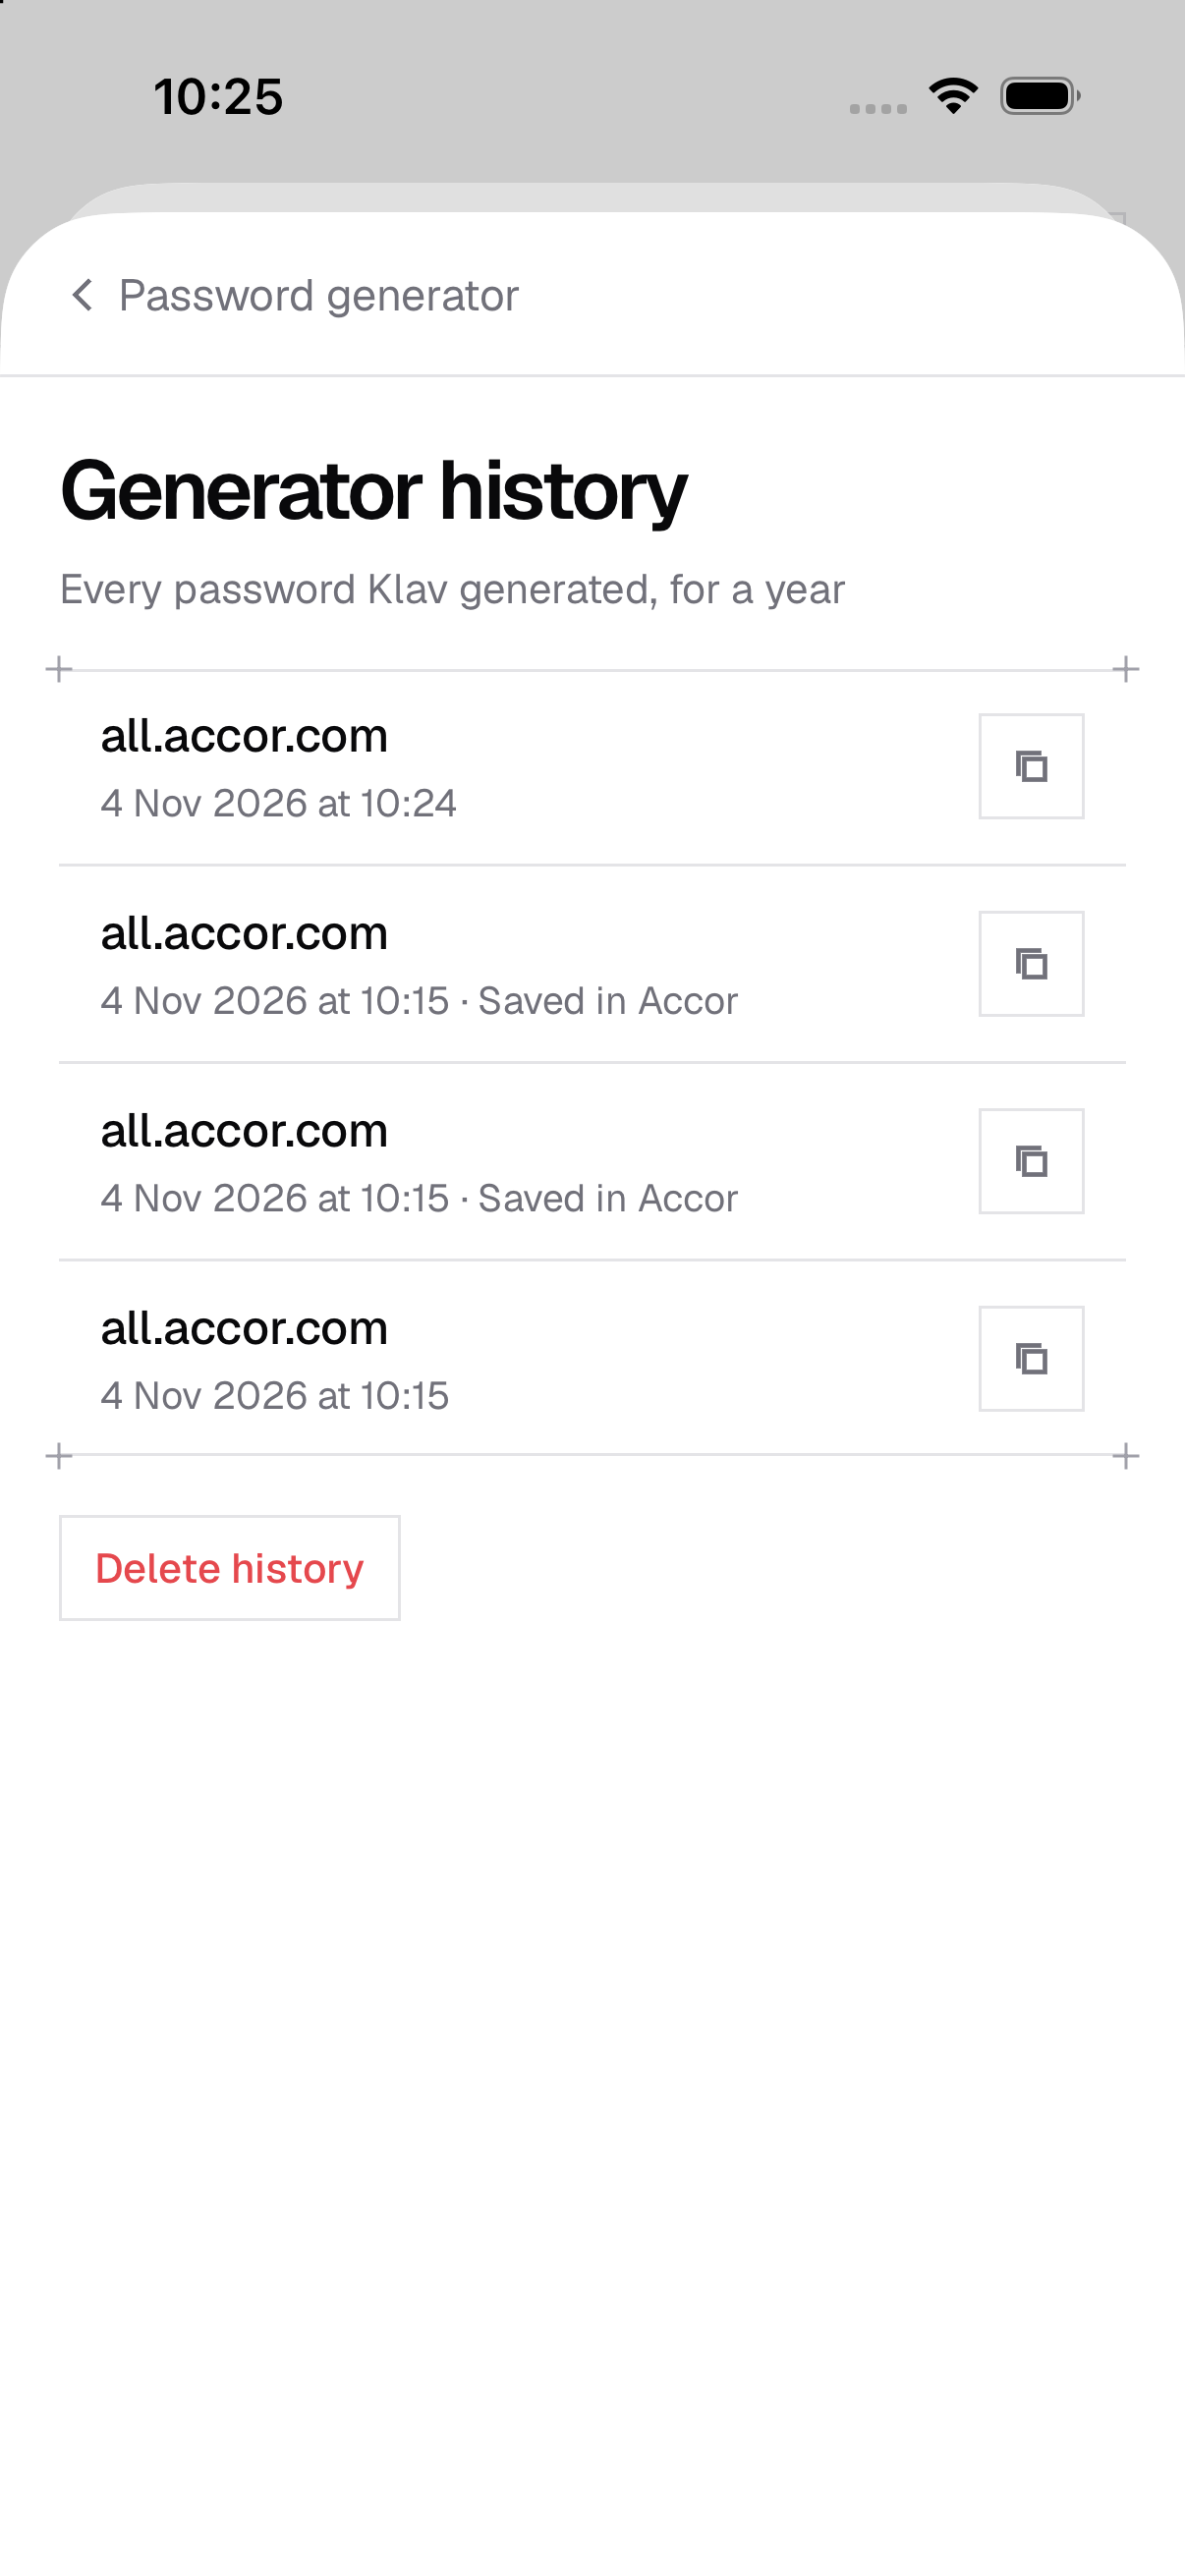 10:25
Password generator
Generator history
Every password Klav generated, for a year
all.accor.com
4 Nov 2026 at 10:24
all.accor.com
4 Nov 2026 at 10:15 · Saved in Accor
all.accor.com
4 Nov 2026 at 10:15 · Saved in Accor
all.accor.com
4 Nov 2026 at 10:15
Delete history